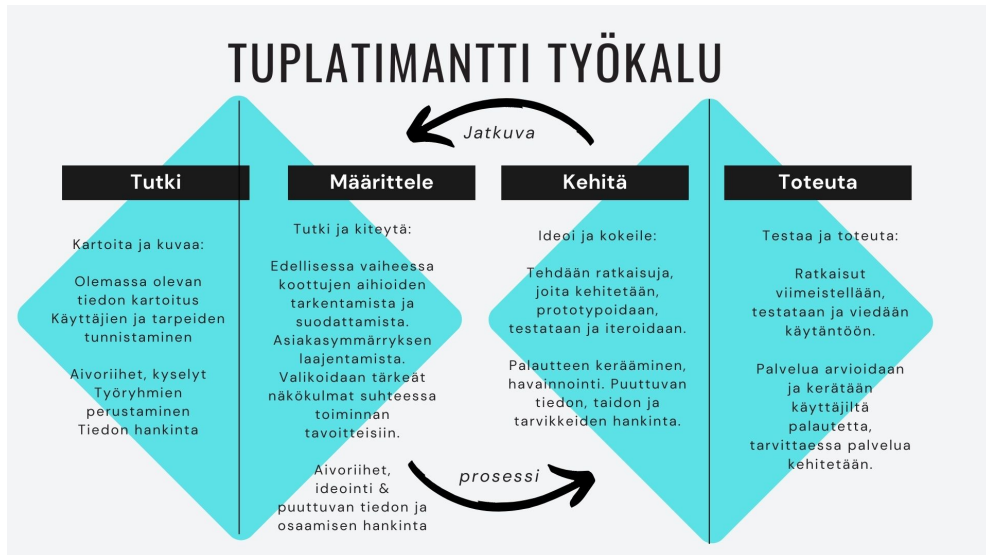 TUPLATIMANTTI TYÖKALU
Jatkuva
Tutki
Kartoita ja kuvaa:
Olemassa olevan
tiedon kartoitus
Käyttäjien ja tarpeiden
tunnistaminen
Aivoriihet, kyselyt
Työryhmien
perustaminen
Tiedon hankinta
Määrittele
Tutki ja kiteytä:
Edellisessa vaiheessa
koottujen aihioiden
tarkentamista ja
suodattamista.
Asiakasymmärryksen
laajentamista.
Valikoidaan tärkeät
näkökulmat suhteessa
toiminnan
tavoitteisiin.
Aivoriihet,
ideointi &
puuttuvan tiedon ja
osaamisen hankinta
Kehitä
Ideoi ja kokeile:
Tehdään ratkaisuja,
joita kehitetään,
prototypoidaan,
testataan ja iteroidaan.
Palautteen kerääminen,
havainnointi. Puuttuvan
tiedon, taidon ja
tarvikkeiden hankinta.
prosessi
Toteuta
Testaa ja toteuta:
Ratkaisut
viimeistellään,
testataan ja viedään
käytäntöön.
Palvelua arvioidaan
ja kerätään
käyttäjiltä
palautetta,
tarvittaessa palvelua
kehitetään.